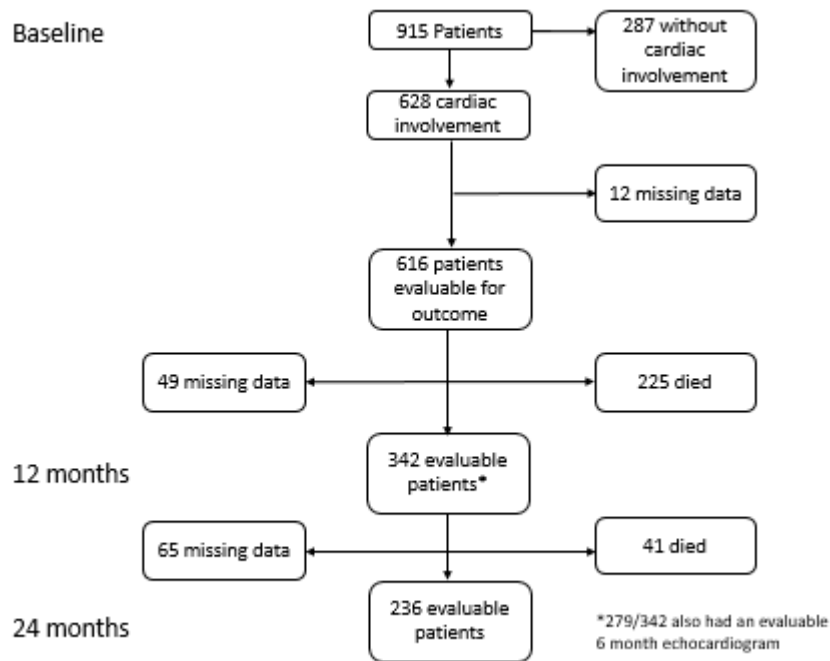 Baseline
915 Patients
287 without
cardiac
involvement
628 cardiac
involvement
12 missing data
616 patients
evaluable for
outcome
49 missing data
225 died
12 months
342 evaluable
patients*
65 missing data
41 died
24 months
236 evaluable
patients
*279/342 also had an evaluable
6 month echocardiogram